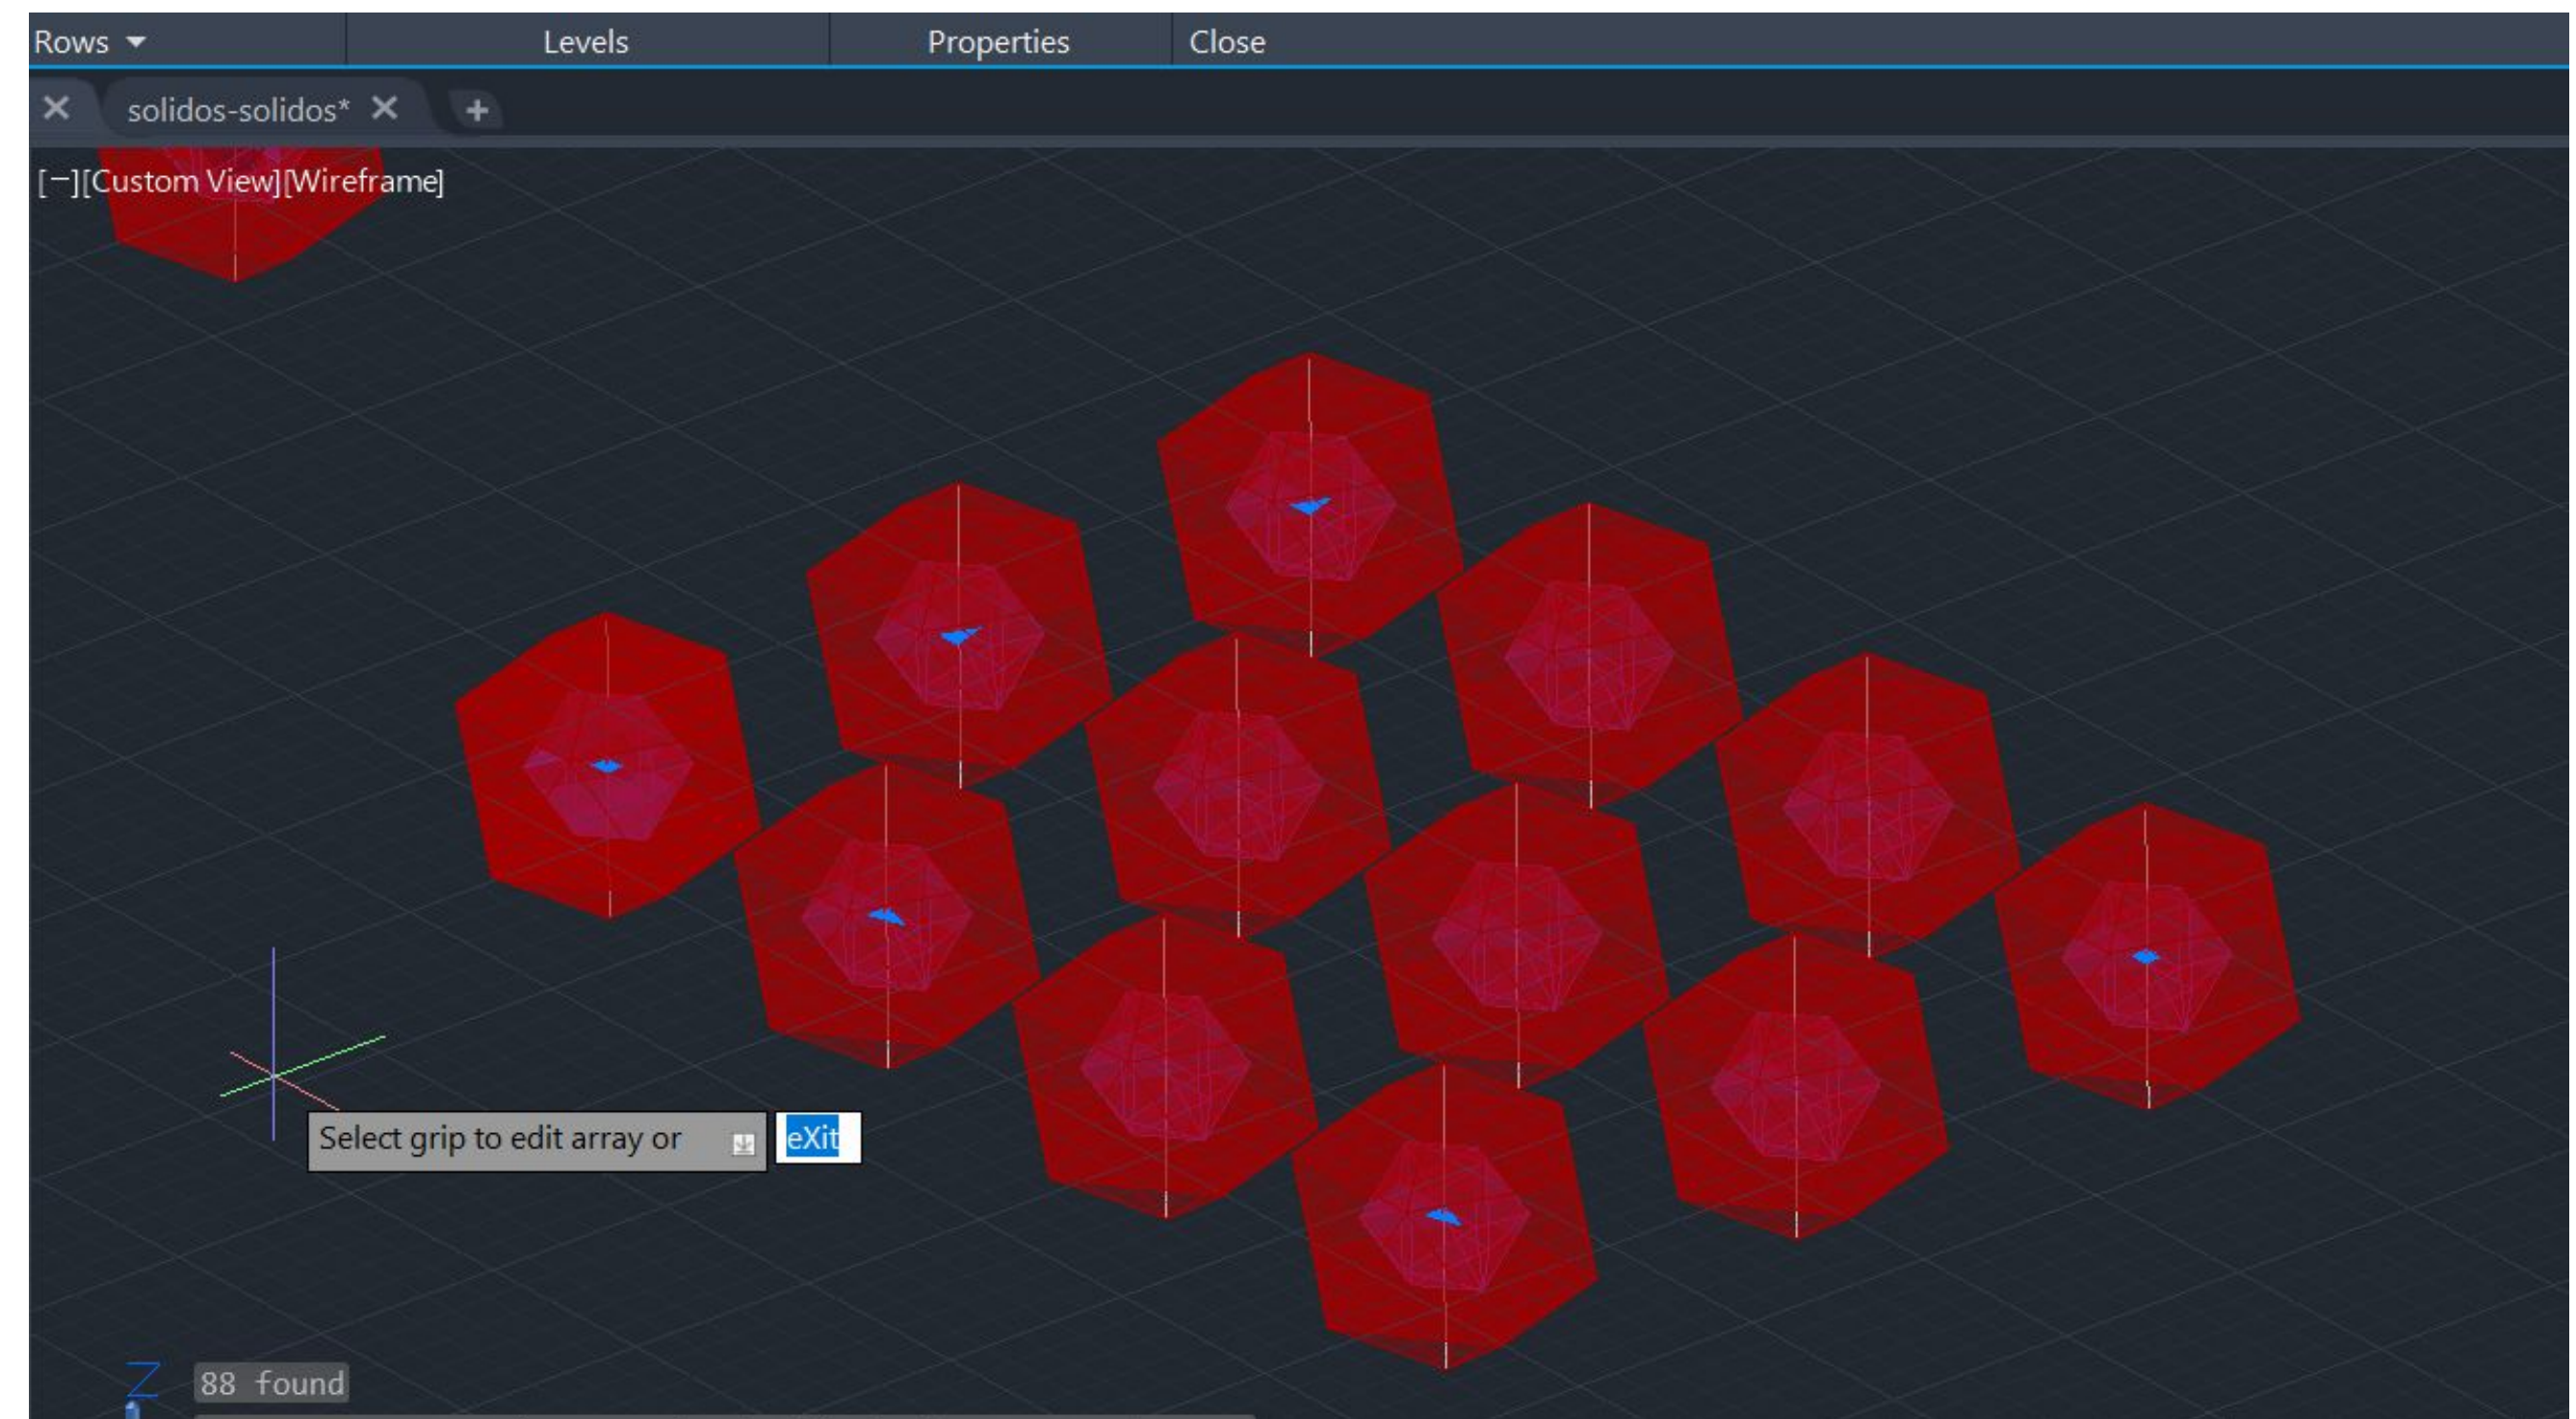 Rows Levels Properties Close
solidos-solidos*
[−][Custom View][Wireframe]
Select grip to edit array or eXit
Z
88 found